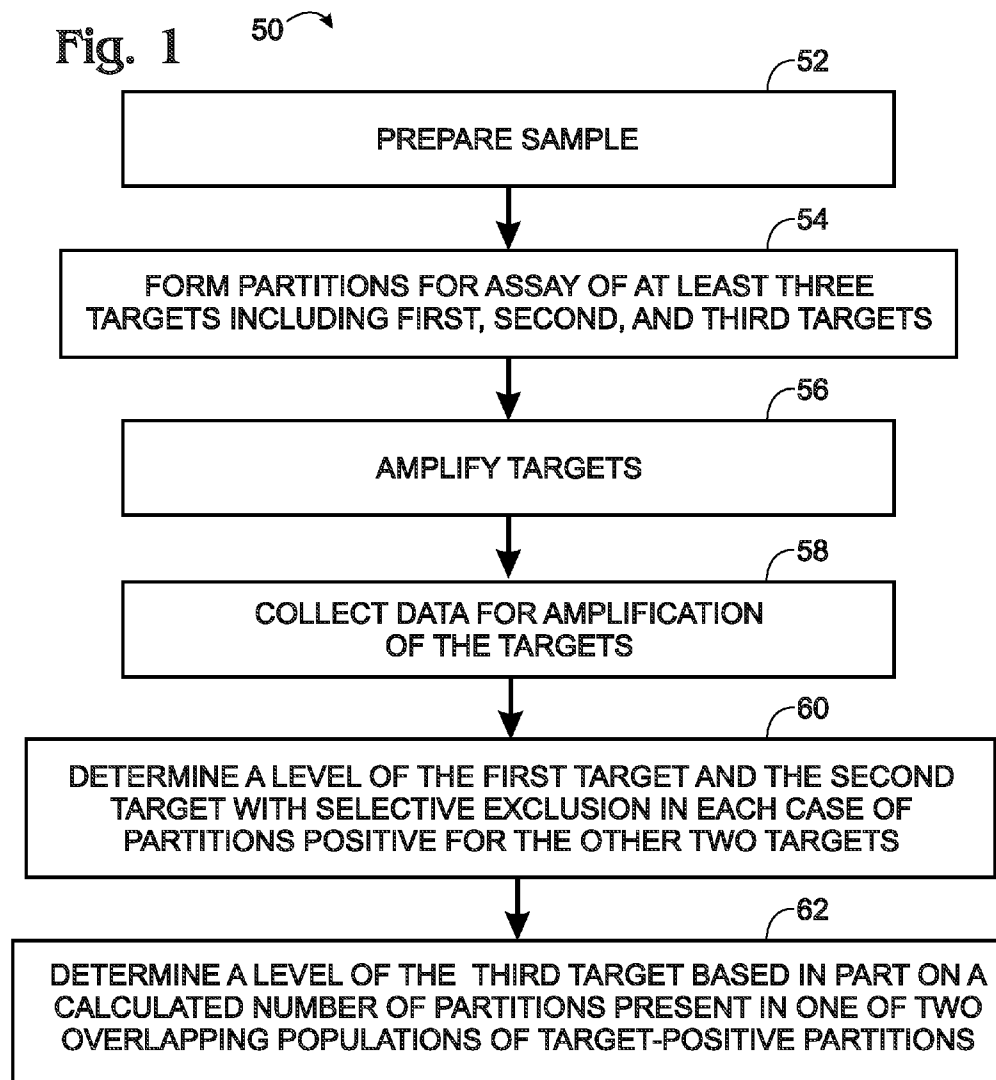 Fig. 1
50
52
PREPARE SAMPLE
54
FORM PARTITIONS FOR ASSAY OF AT LEAST THREE
TARGETS INCLUDING FIRST, SECOND, AND THIRD TARGETS
56
AMPLIFY TARGETS
58
COLLECT DATA FOR AMPLIFICATION
OF THE TARGETS
60
DETERMINE A LEVEL OF THE FIRST TARGET AND THE SECOND
TARGET WITH SELECTIVE EXCLUSION IN EACH CASE OF
PARTITIONS POSITIVE FOR THE OTHER TWO TARGETS
62
DETERMINE A LEVEL OF THE THIRD TARGET BASED IN PART ON A
CALCULATED NUMBER OF PARTITIONS PRESENT IN ONE OF TWO
OVERLAPPING POPULATIONS OF TARGET-POSITIVE PARTITIONS